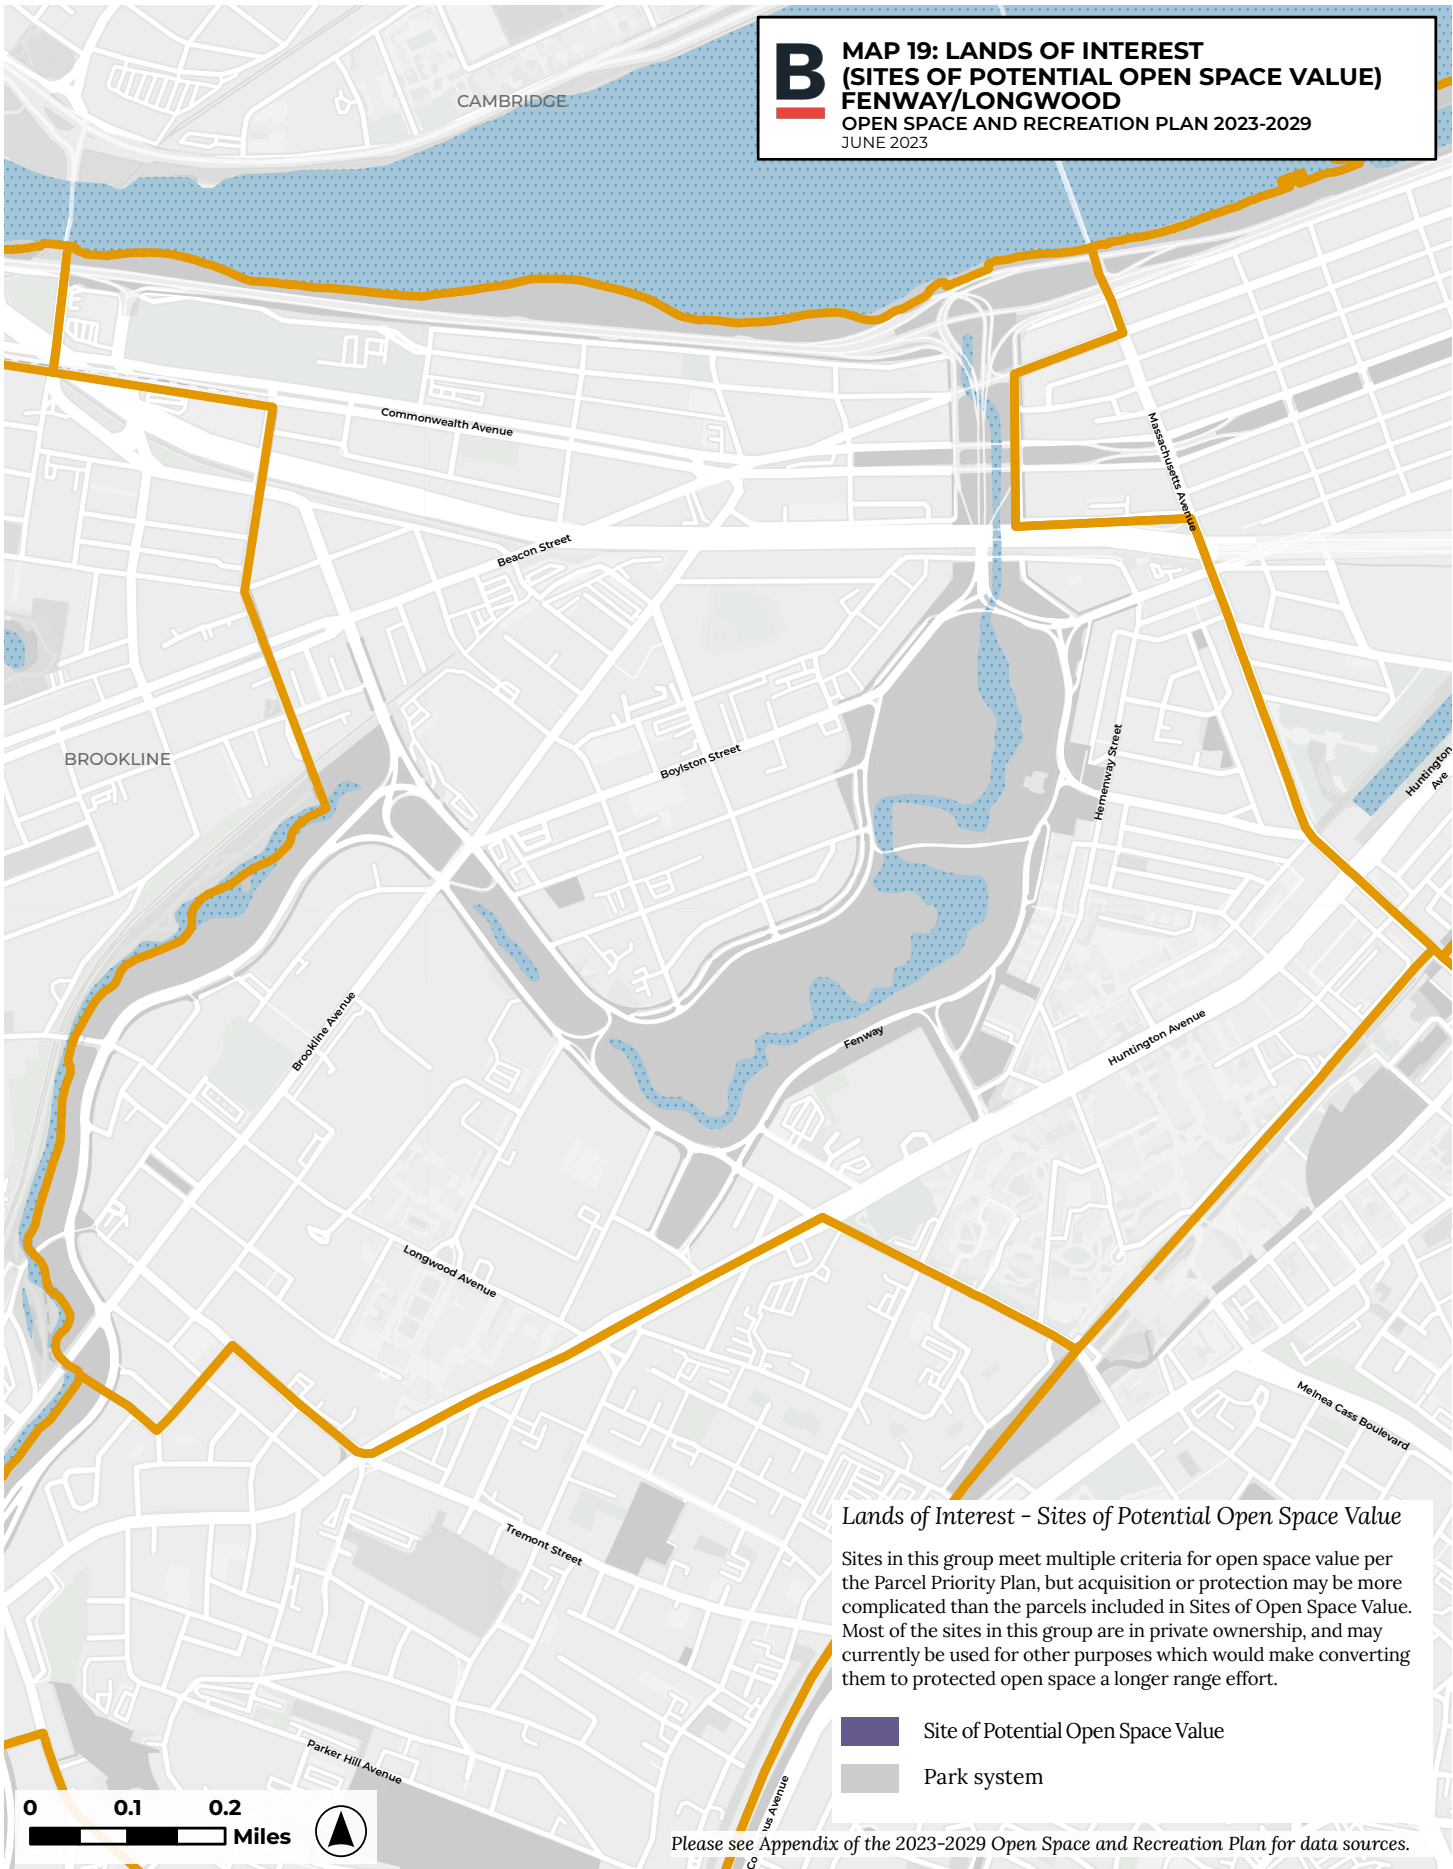 B
MAP 19: LANDS OF INTEREST
(SITES OF POTENTIAL OPEN SPACE VALUE)
FENWAY/LONGWOOD
OPEN SPACE AND RECREATION PLAN 2023-2029
JUNE 2023
CAMBRIDGE
Commonwealth Avenue
Massachusetts Avenue
Beacon Street
BROOKLINE
Boylston Street
Hemenway Street
Huntington
Ave
Brookline Avenue
Fenway
Huntington Avenue
Longwood Avenue
Melnea Cass Boulevard
Tremont Street
Parker Hill Avenue
Lands of Interest - Sites of Potential Open Space Value
Sites in this group meet multiple criteria for open space value per
the Parcel Priority Plan, but acquisition or protection may be more
complicated than the parcels included in Sites of Open Space Value.
Most of the sites in this group are in private ownership, and may
currently be used for other purposes which would make converting
them to protected open space a longer range effort.
Site of Potential Open Space Value
Park system
0 0.1 0.2
Miles
Avenue
Please see Appendix of the 2023-2029 Open Space and Recreation Plan for data sources.